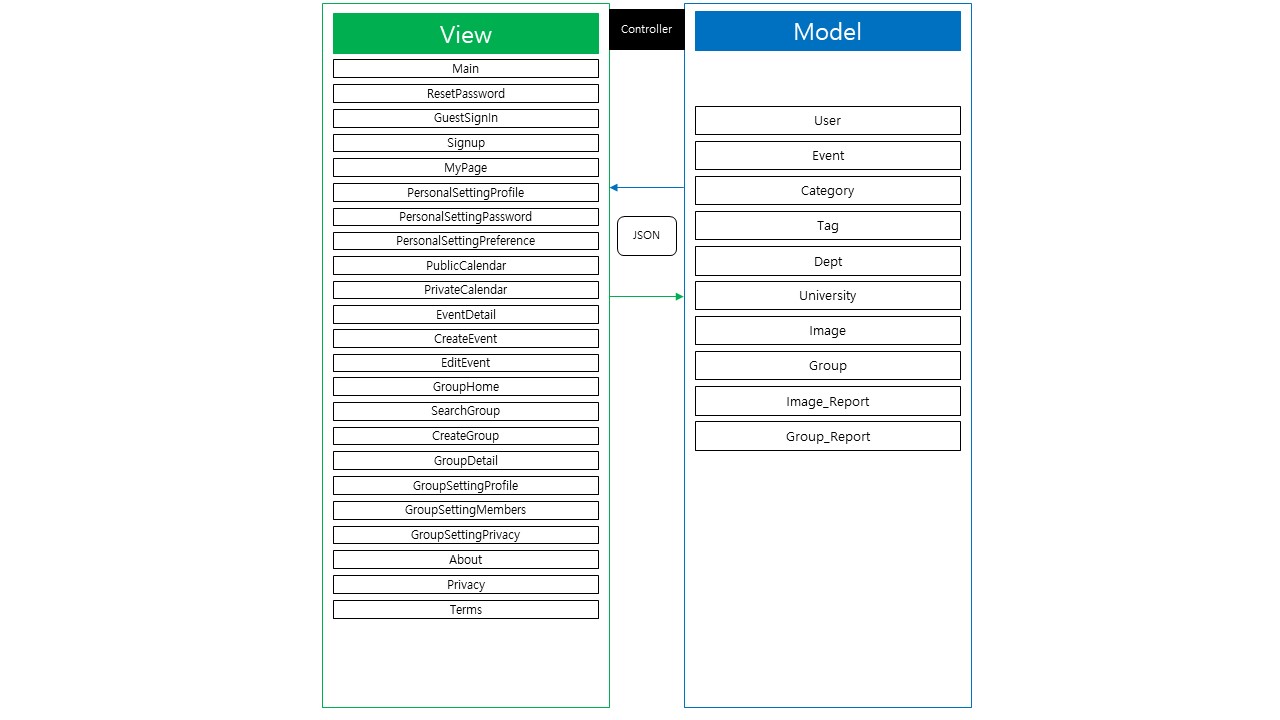 View
Main
ResetPassword
GuestSignIn
Signup
MyPage
PersonalSettingProfile
PersonalSettingPassword
PersonalSettingPreference
PublicCalendar
PrivateCalendar
EventDetail
CreateEvent
EditEvent
GroupHome
SearchGroup
CreateGroup
GroupDetail
GroupSettingProfile
GroupSettingMembers
GroupSettingPrivacy
About
Privacy
Terms
Controller
JSON
Model
User
Event
Category
Tag
Dept
University
Image
Group
Image_Report
Group_Report